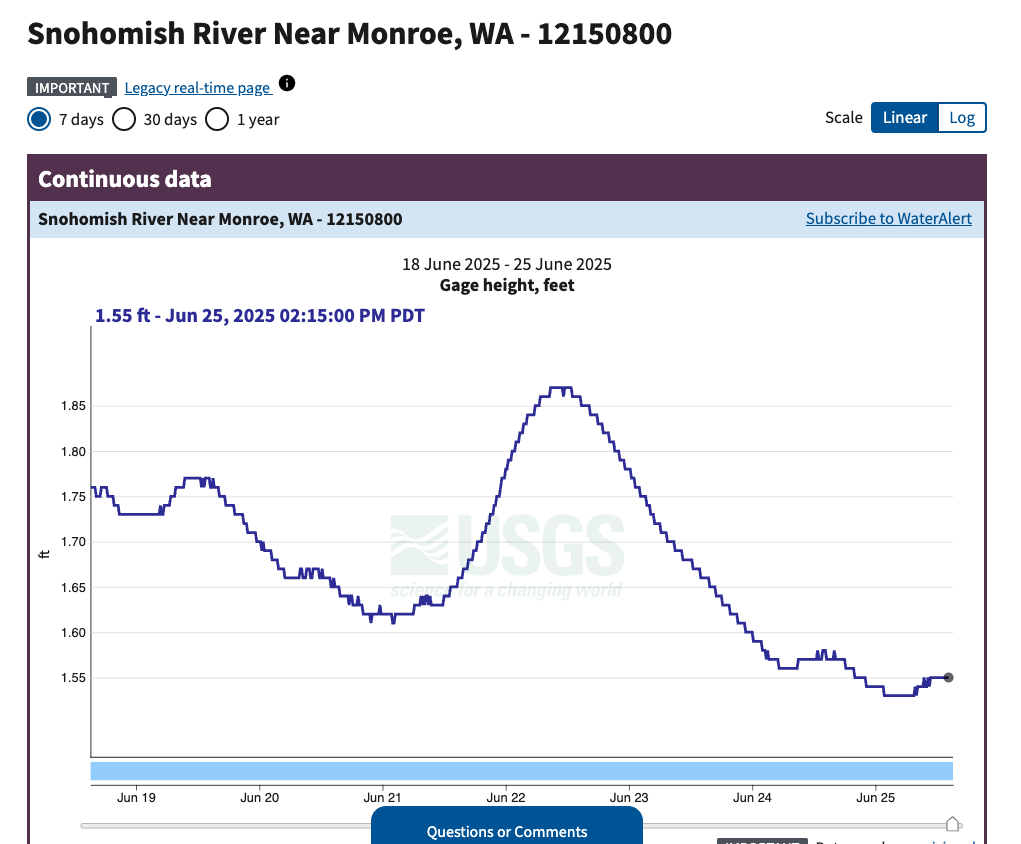 Snohomish River Near Monroe, WA - 12150800
IMPORTANT Legacy real-time page
7 days 30 days 1 year
Scale Linear Log
Continuous data
Snohomish River Near Monroe, WA - 12150800 Subscribe to WaterAlert
18 June 2025 - 25 June 2025
Gage height, feet
1.55 ft - Jun 25, 2025 02:15:00 PM PDT
1.85
1.80
1.75
1.70
1.65
1.60
1.55
ft
USGS
science for a changing world
Jun 19 Jun 20 Jun 21 Jun 22 Jun 23 Jun 24 Jun 25
Questions or Comments
IMPORTANT